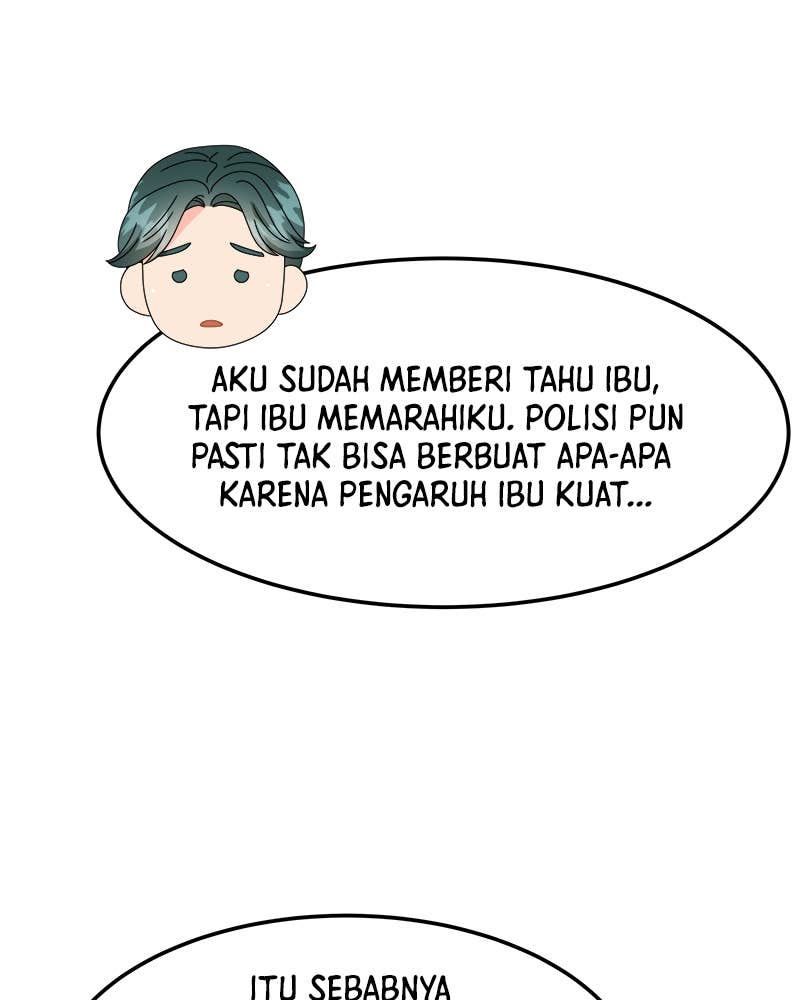 AKU SUDAH MEMBERI TAHU IBU,
TAPI IBU MEMARAHIKU. POLISI PUN
PASTI TAK BISA BERBUAT APA-APA
KARENA PENGARUH IBU KUAT...
ITU SEBABNYA